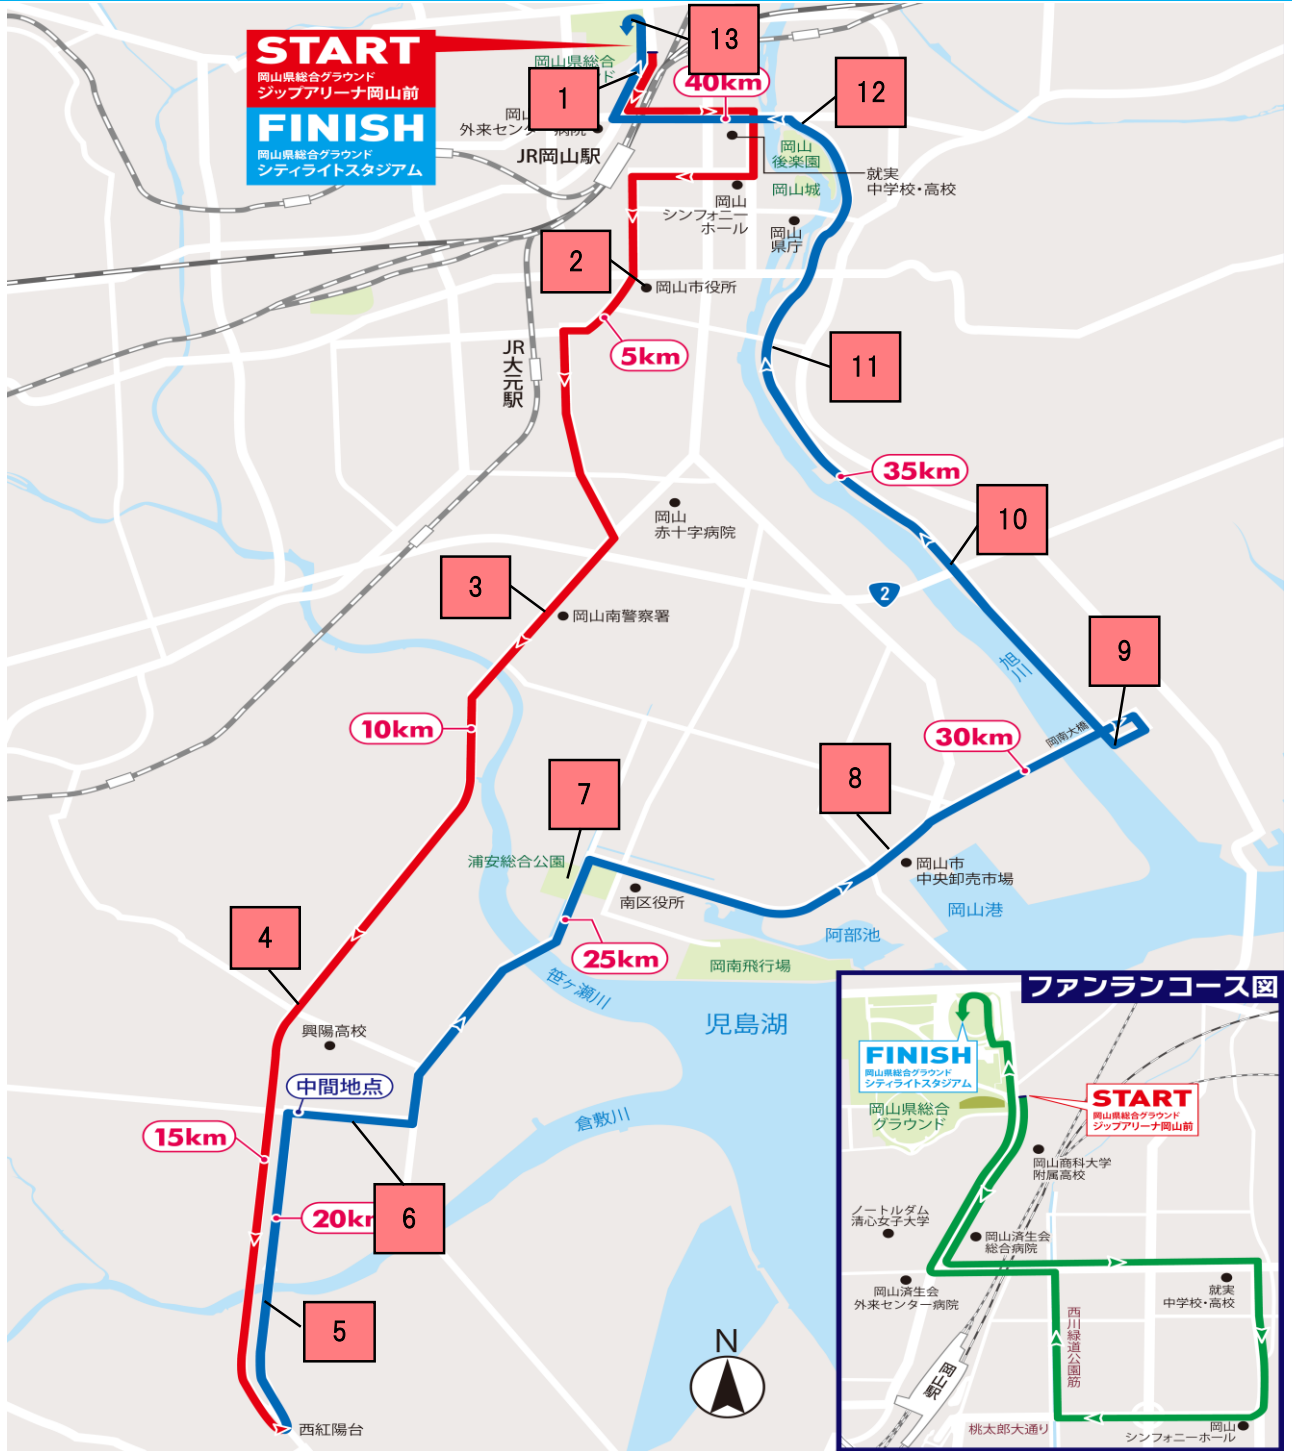 START
岡山県総合グラウンド
ジップアリーナ岡山前
FINISH
岡山県総合グラウンド
シティライトスタジアム
岡山県総合
13
1
40km
12
外来センター病院
JR岡山駅
岡山
後楽園
岡山城
就実
中学校・高校
岡山
シンフォニー
ホール
岡山
県庁
2
岡山市役所
5km
JR大元駅
11
35km
岡山
赤十字病院
10
3
2
岡山南警察署
旭川
9
10km
岡南大橋
30km
7
8
浦安総合公園
岡山市
中央卸売市場
南区役所
岡山港
4
阿部池
25km
岡南飛行場
笹ヶ瀬川
児島湖
興陽高校
中間地点
倉敷川
15km
20k
6
5
N
西紅陽台
ファンランコース図
FINISH
岡山県総合グラウンド
シティライトスタジアム
START
岡山県総合グラウンド
ジップアリーナ岡山前
岡山県総合
グラウンド
岡山商科大学
附属高校
ノートルダム
清心女子大学
岡山済生会
総合病院
岡山済生会
外来センター病院
就実
中学校・高校
西川緑道公園筋
岡山駅
桃太郎大通り
岡山
シンフォニーホール